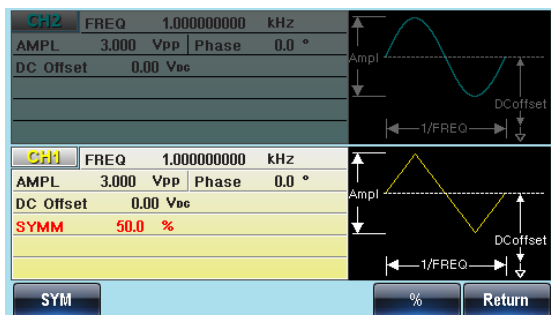 CH2 FREQ 1.000000000 kHz
AMPL 3.000 Vpp Phase 0.0 °
DC Offset 0.00 VDC
Ampl
DCoffset
1/FREQ
CH1 FREQ 1.000000000 kHz
AMPL 3.000 Vpp Phase 0.0 °
DC Offset 0.00 VDC
SYMM 50.0 %
Ampl
DCoffset
1/FREQ
SYM % Return